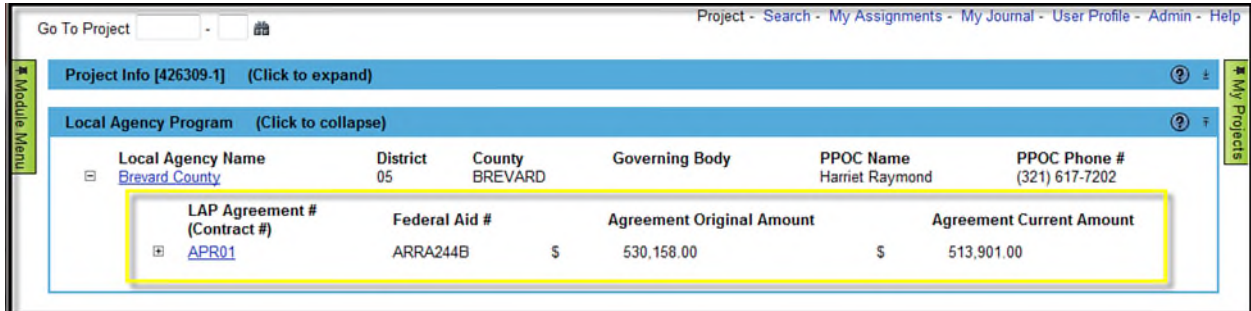 Project - Search - My Assignments - My Journal - User Profile - Admin - Help
Go To Project -
Module Menu
My Projects
Project Info [426309-1] (Click to expand)
Local Agency Program (Click to collapse)
Local Agency Name District County Governing Body PPOC Name PPOC Phone #
Brevard County 05 BREVARD Harriet Raymond (321) 617-7202
LAP Agreement # (Contract #) Federal Aid # Agreement Original Amount Agreement Current Amount
APR01 ARRA244B $ 530,158.00 $ 513,901.00